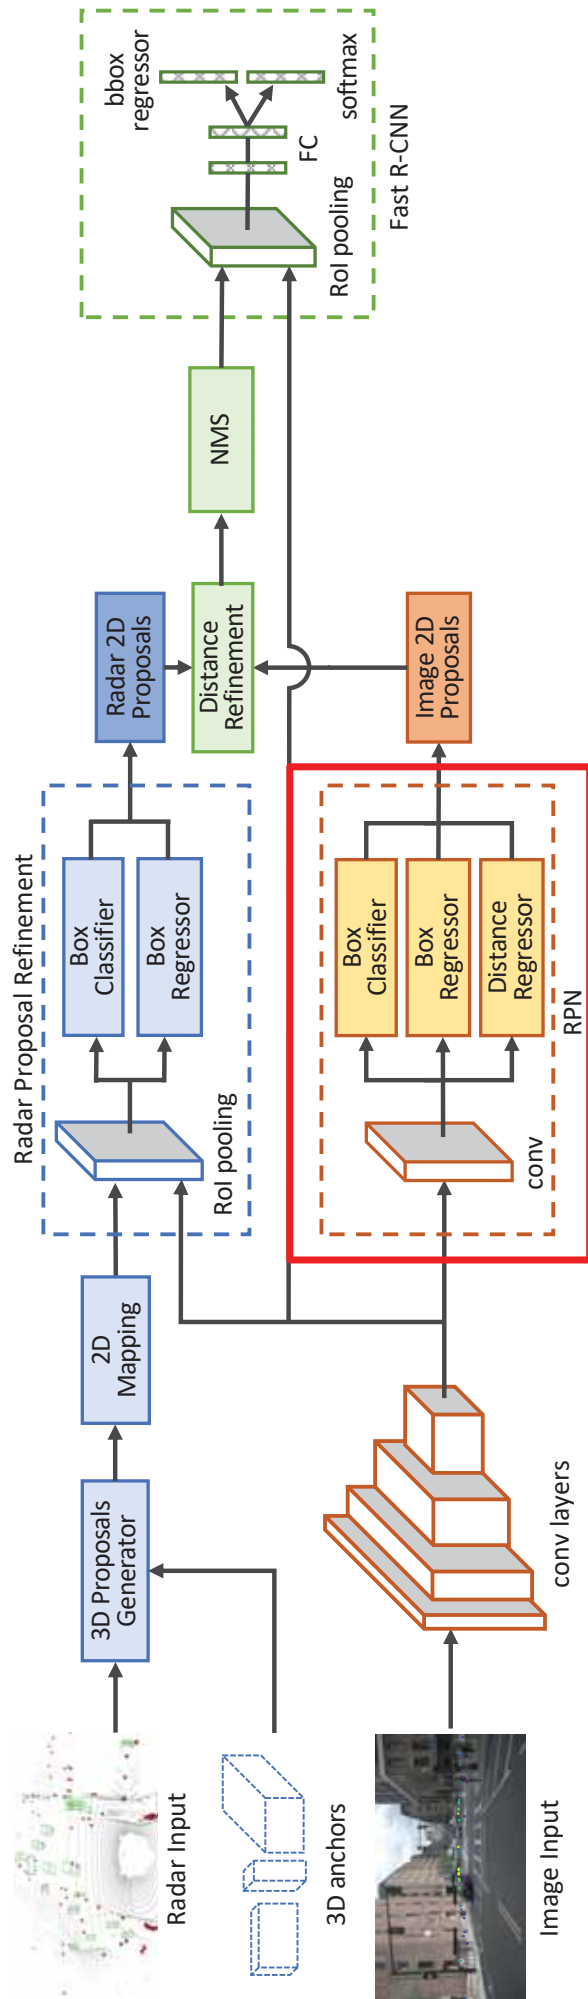 Radar Input
3D anchors
Image Input
3D Proposals
Generator
2D
Mapping
conv layers
Radar Proposal Refinement
RoI pooling
Box
Classifier
Box
Regressor
conv
Box
Classifier
Box
Regressor
Distance
Regressor
RPN
Radar 2D
Proposals
Distance
Refinement
Image 2D
Proposals
NMS
RoI pooling
FC
bbox
regressor
softmax
Fast R-CNN